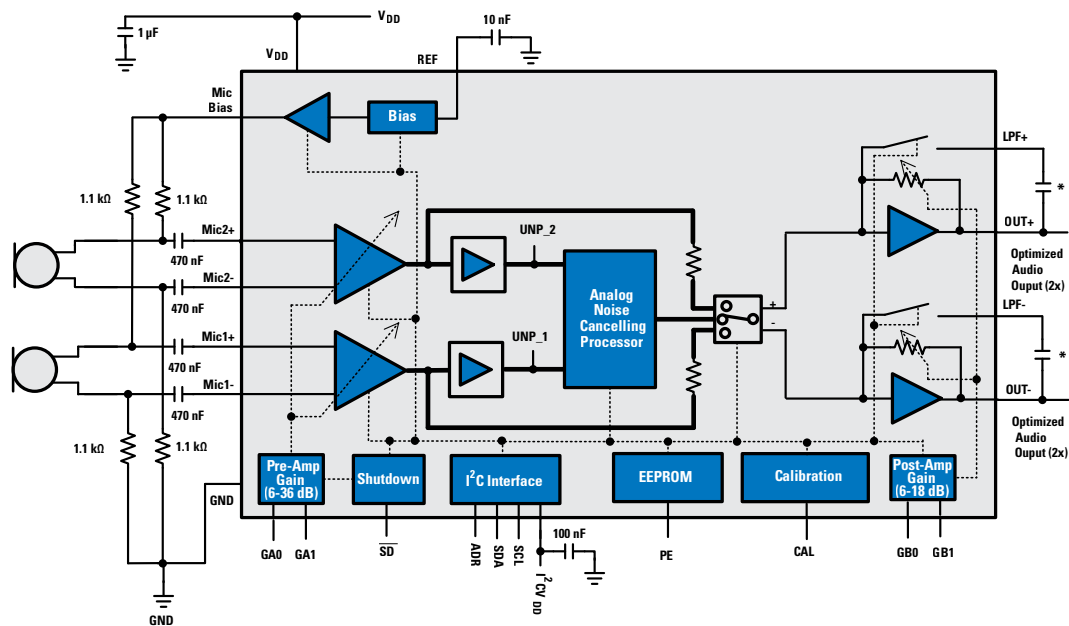 V DD
10 nF
1 µF
V DD
REF
Mic
Bias
Bias
LPF+
1.1 kΩ
1.1 kΩ
*
Mic2+
UNP_2
OUT+
470 nF
Optimized
Audio
Ouput (2x)
Mic2-
470 nF
Analog
Noise
Cancelling
Processor
+
-
LPF-
Mic1+
UNP_1
470 nF
*
Mic1-
470 nF
OUT-
Optimized
Audio
Ouput (2x)
1.1 kΩ
1.1 kΩ
GND
Pre-Amp
Gain
(6-36 dB)
Shutdown
I²C Interface
EEPROM
Calibration
Post-Amp
Gain
(6-18 dB)
GA0
GA1
SD
ADR
SDA
SCL
I²CV DD
100 nF
PE
CAL
GB0
GB1
GND